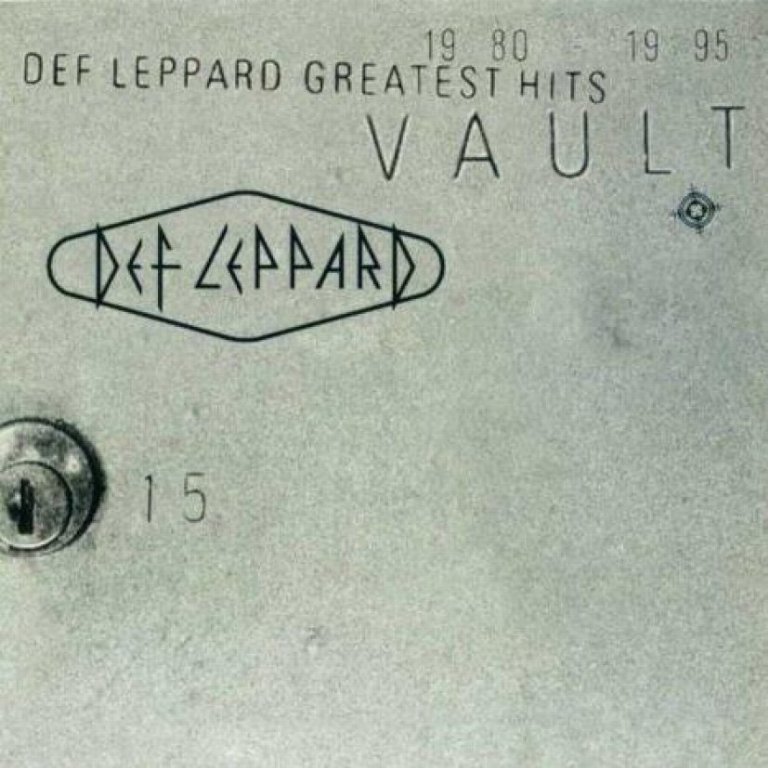 19 80 - 19 95
DEF LEPPARD GREATEST HITS
VAULT
DEF LEPPARD
15